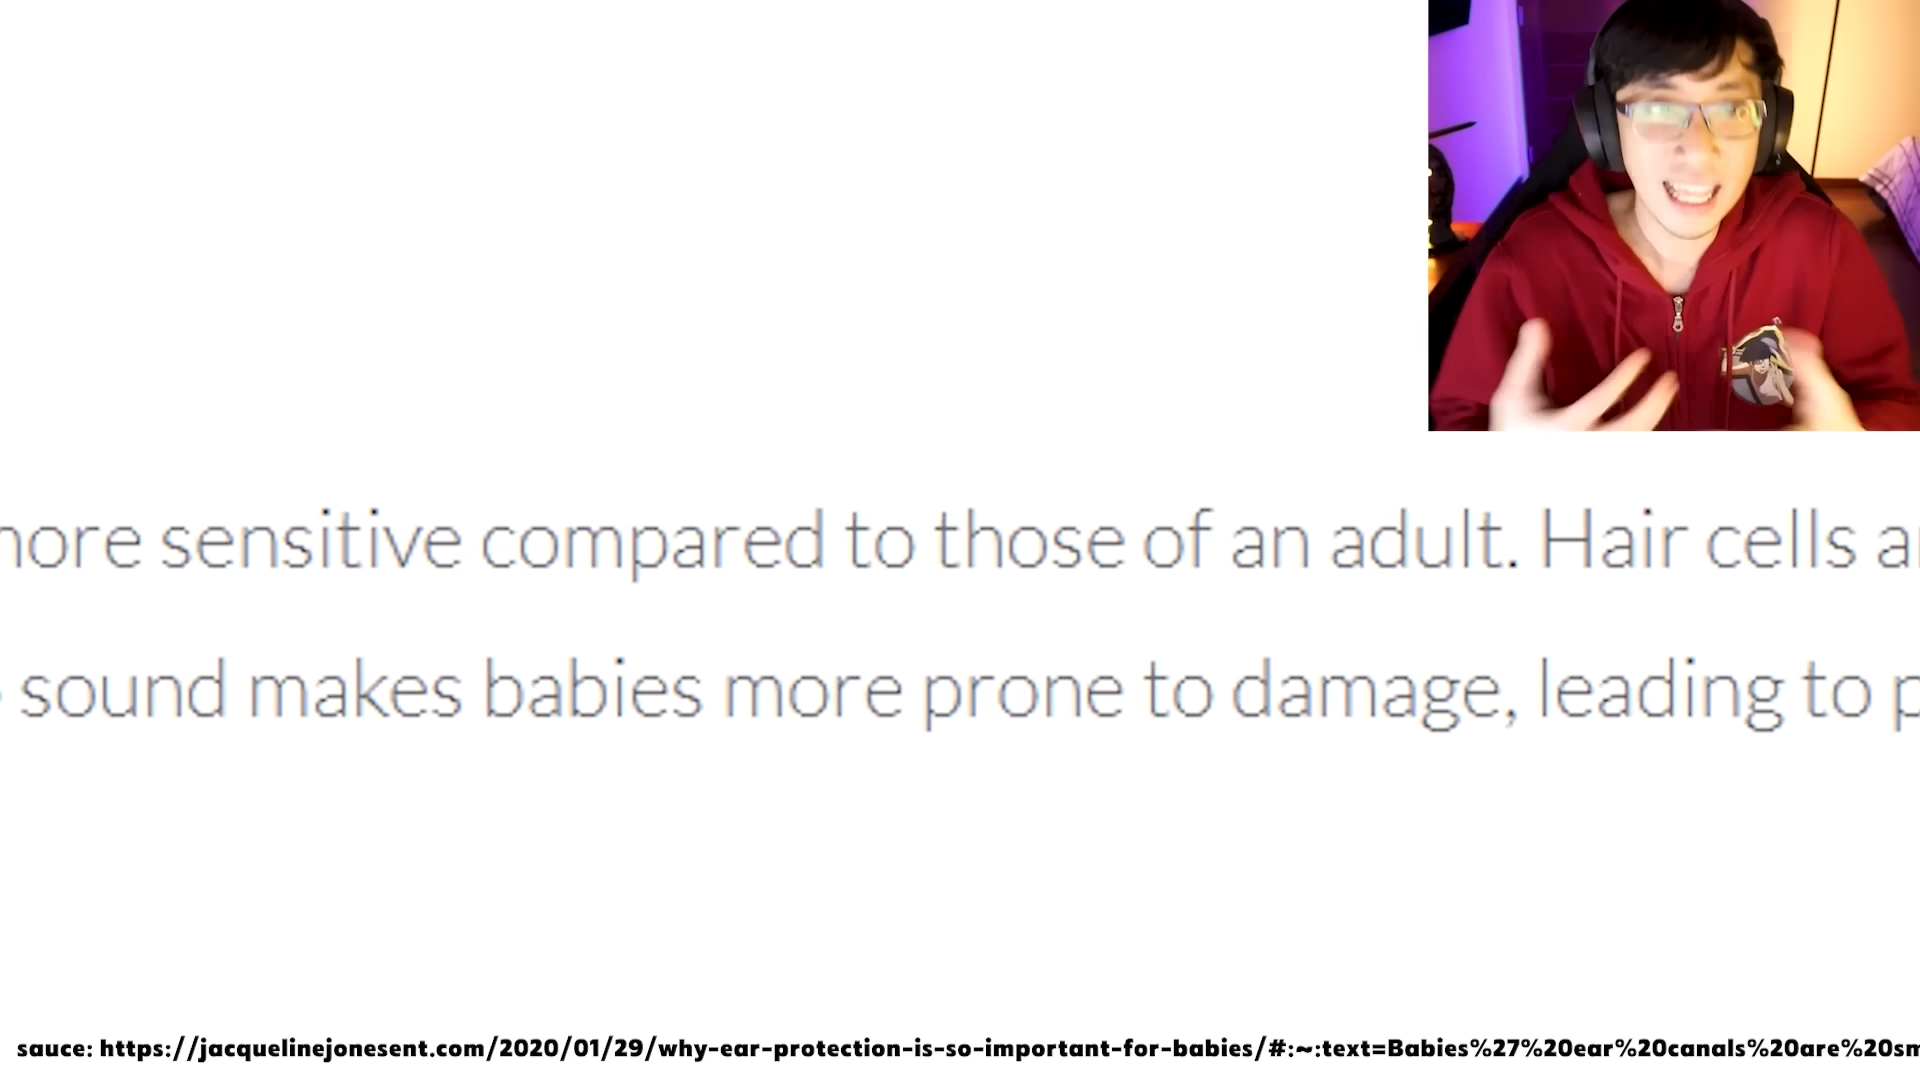 more sensitive compared to those of an adult. Hair cells
sound makes babies more prone to damage, leading to
sauce: https://jacquelinejonesent.com/2020/01/29/why-ear-protection-is-so-important-for-babies/#:~:text=Babies%27%20ear%20canals%20are%20sm